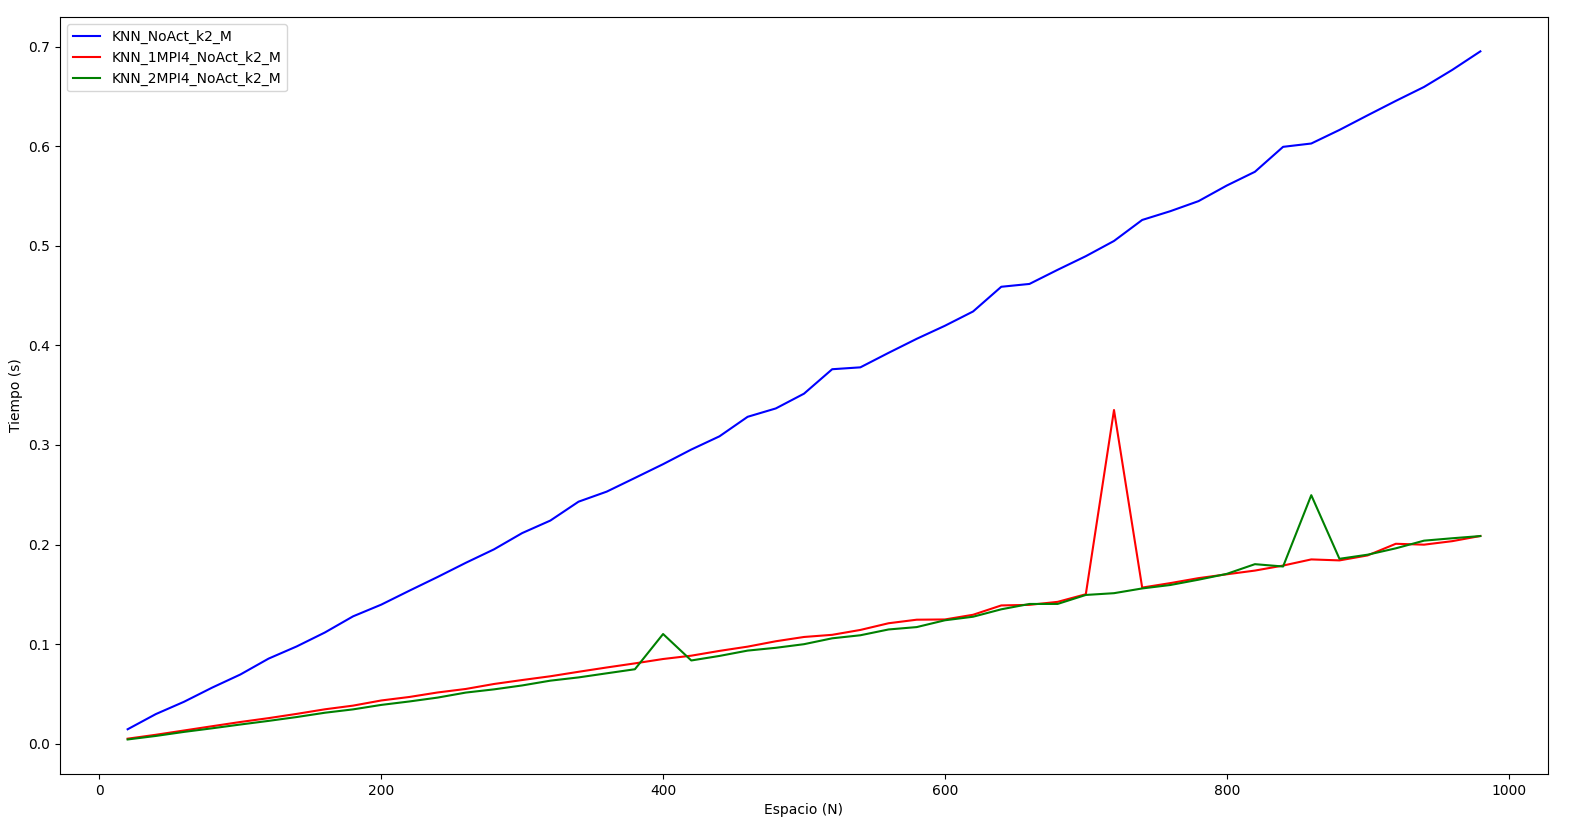 KNN_NoAct_k2_M
KNN_1MPI4_NoAct_k2_M
KNN_2MPI4_NoAct_k2_M
0.7
0.6
0.5
0.4
0.3
0.2
0.1
0.0
Tiempo (s)
0 200 400 600 800 1000
Espacio (N)